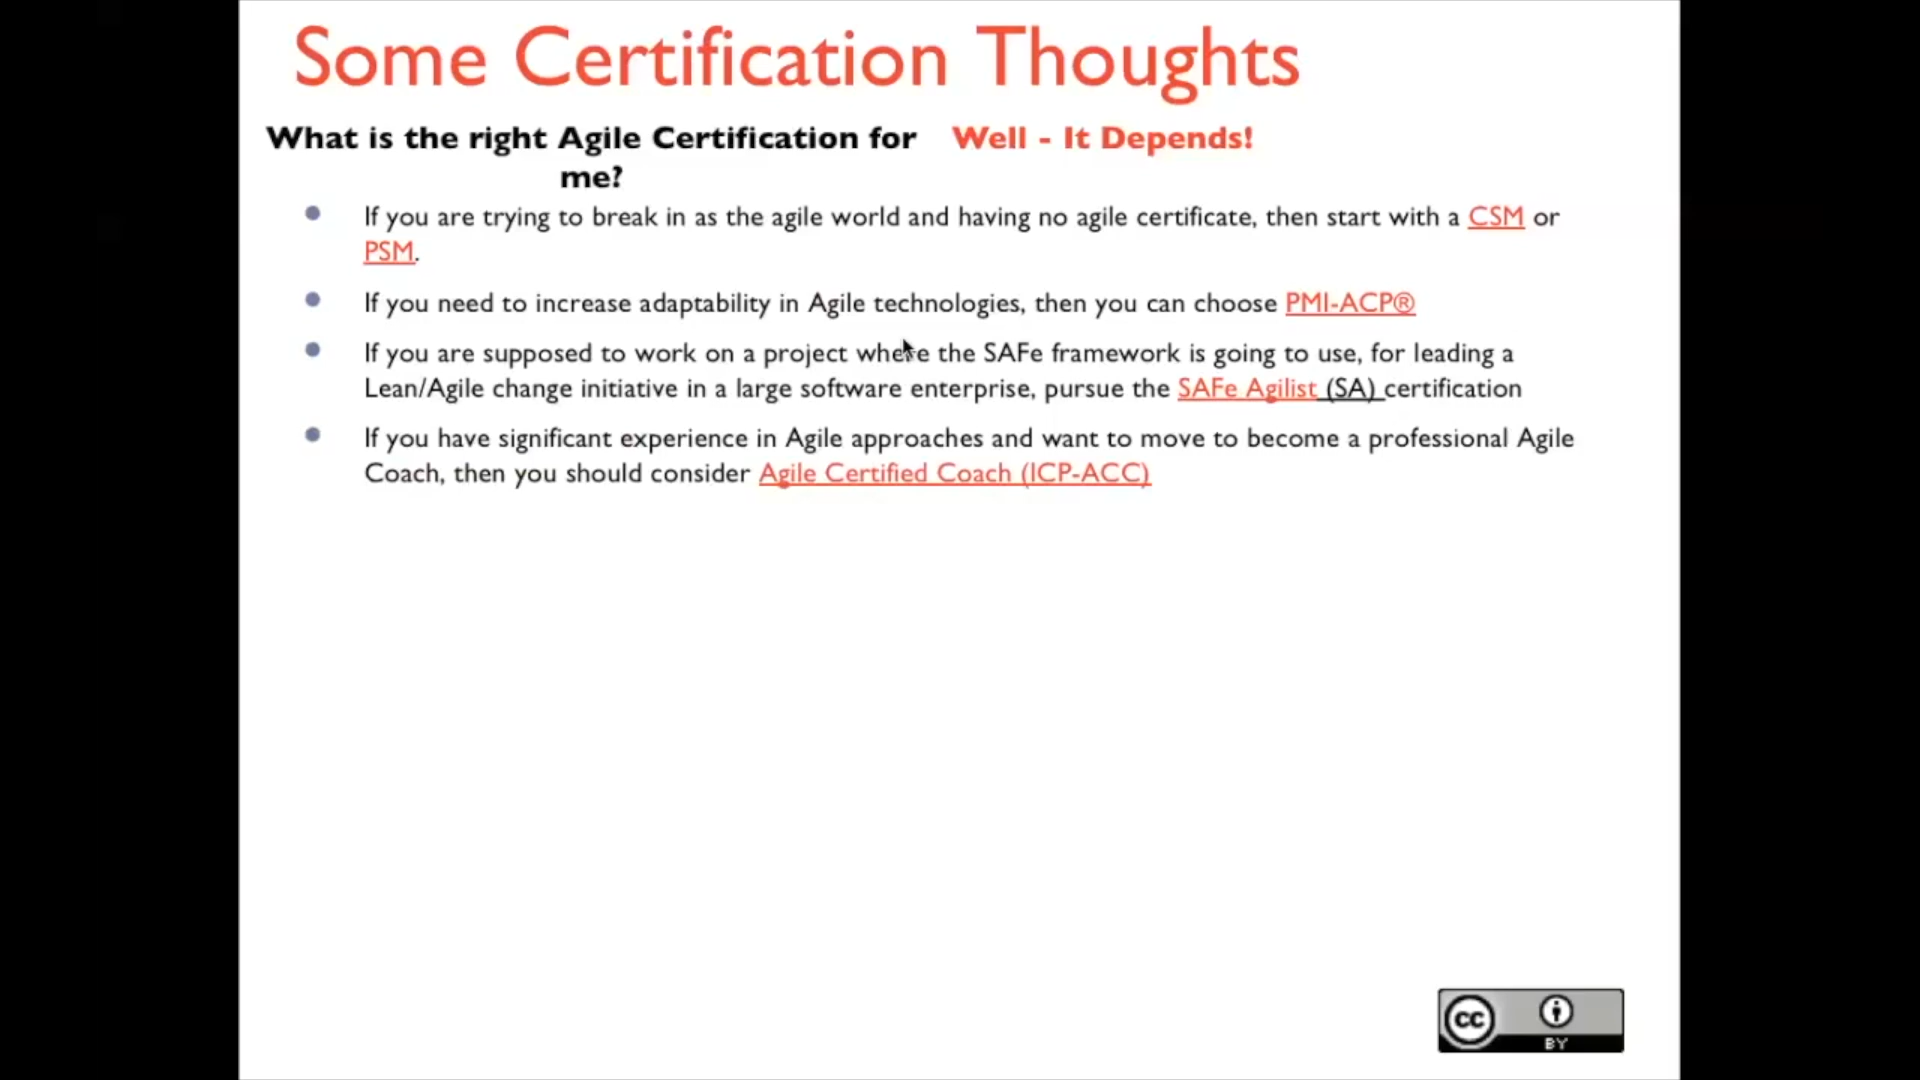 Some Certification Thoughts
What is the right Agile Certification for
me?
Well - It Depends!
If you are trying to break in as the agile world and having no agile certificate, then start with a CSM or
PSM.
If you need to increase adaptability in Agile technologies, then you can choose PMI-ACP®
If you are supposed to work on a project where the SAFe framework is going to use, for leading a
Lean/Agile change initiative in a large software enterprise, pursue the SAFe Agilist (SA) certification
If you have significant experience in Agile approaches and want to move to become a professional Agile
Coach, then you should consider Agile Certified Coach (ICP-ACC)
cc
BY